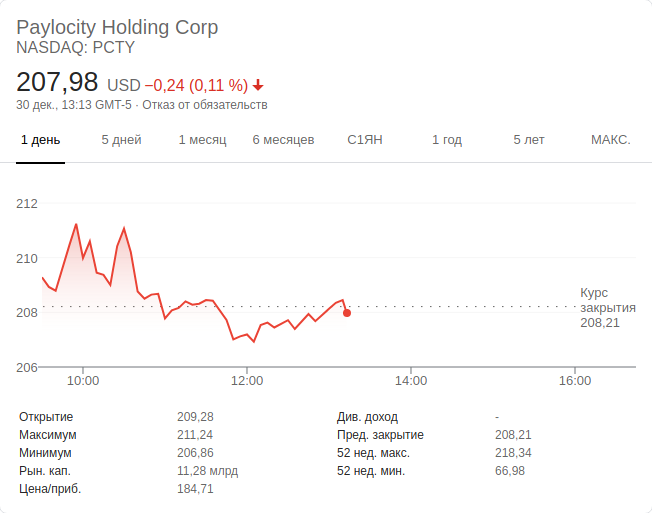 Paylocity Holding Corp
NASDAQ: PCTY
207,98 USD −0,24 (0,11 %)
30 дек., 13:13 GMT-5 · Отказ от обязательств
1 день 5 дней 1 месяц 6 месяцев С1ЯН 1 год 5 лет МАКС.
212
210
208
206
Курс
закрытия
208,21
10:00 12:00 14:00 16:00
Открытие 209,28 Див. доход -
Максимум 211,24 Пред. закрытие 208,21
Минимум 206,86 52 нед. макс. 218,34
Рын. кап. 11,28 млрд 52 нед. мин. 66,98
Цена/приб. 184,71